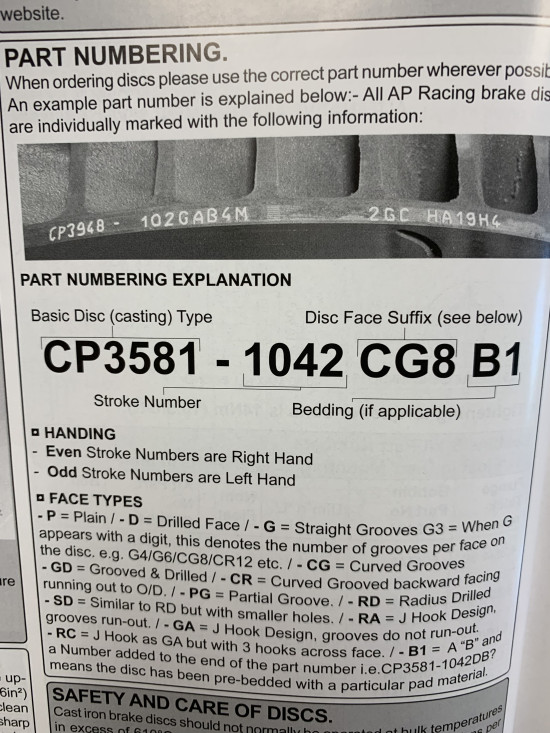 website.
PART NUMBERING.
When ordering discs please use the correct part number wherever possib
An example part number is explained below:- All AP Racing brake dis
are individually marked with the following information:
CP3948 - 102GAB4M 2GC HA19H4
PART NUMBERING EXPLANATION
Basic Disc (casting) Type Disc Face Suffix (see below)
CP3581 - 1042 CG8 B1
Stroke Number Bedding (if applicable)
HANDING
- Even Stroke Numbers are Right Hand
- Odd Stroke Numbers are Left Hand
FACE TYPES
- P = Plain / - D = Drilled Face / - G = Straight Grooves G3 = When G
appears with a digit, this denotes the number of grooves per face on
the disc. e.g. G4/G6/CG8/CR12 etc. / - CG = Curved Grooves
- GD = Grooved & Drilled / - CR = Curved Grooved backward facing
running out to O/D. / - PG = Partial Groove. / - RD = Radius Drilled
- SD = Similar to RD but with smaller holes. / - RA = J Hook Design,
grooves run-out. / - GA = J Hook Design, grooves do not run-out.
- RC = J Hook as GA but with 3 hooks across face. / - B1 = A “B” and
a Number added to the end of the part number i.e.CP3581-1042DB?
means the disc has been pre-bedded with a particular pad material.
SAFETY AND CARE OF DISCS.
Cast iron brake discs should not normally be operated at bulk temperatures
in excess of
up-
6in²)
clean
sharp